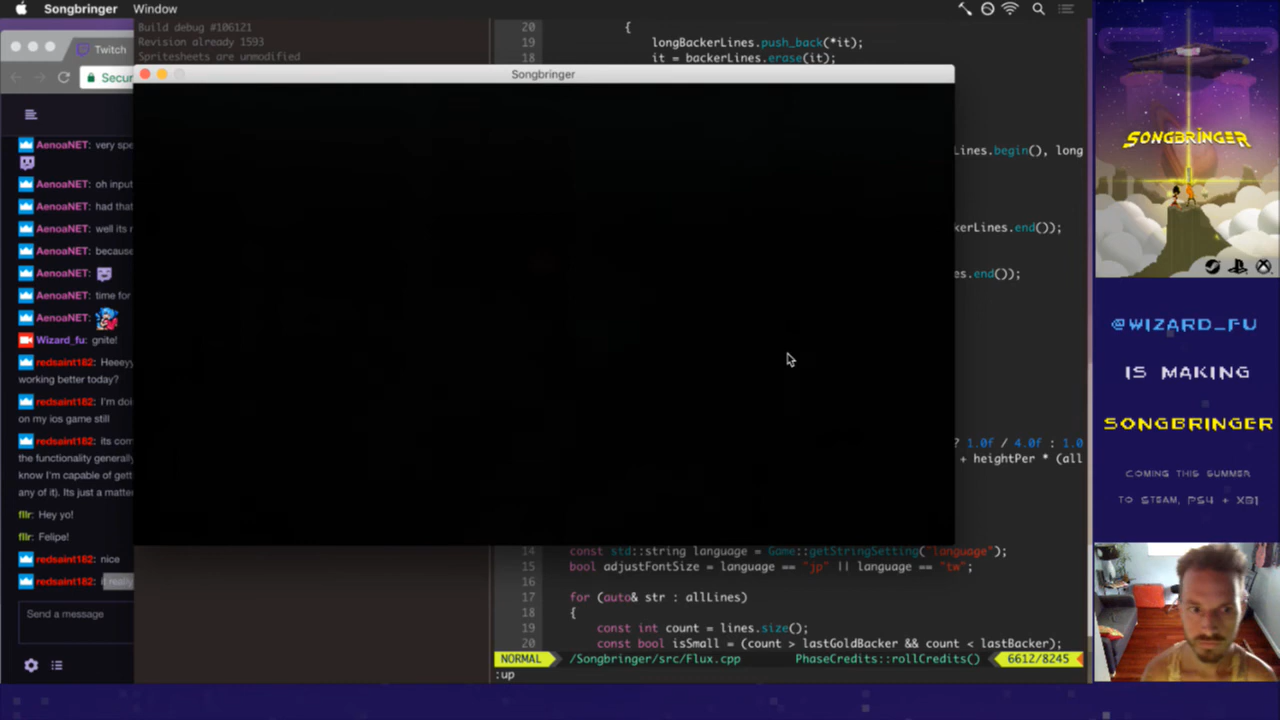 Songbringer Window
Build debug #106121
Revision already 1593
Spritesheets are unmodified
Twitch
Secur
AenoaNET: very spe
AenoaNET: oh input
AenoaNET: had that
AenoaNET: well its
AenoaNET: because
AenoaNET:
AenoaNET: time for
AenoaNET:
Wizard_fu: gnite!
redsaint182: Heeeyy
working better today?
redsaint182: I'm doi
on my ios game still
redsaint182: its com
the functionality generally
know I'm capable of gett
any of it). Its just a matte
fllr: Hey yo!
fllr: Felipe!
redsaint182: nice
redsaint182: it really
Send a message
Songbringer
20 {
19 longBackerLines.push_back(*it);
18 it = backerLines.erase(it);
Lines.begin(), long
kerLines.end());
s.end());
? 1.0f / 4.0f : 1.0
+ heightPer * (all
14 const std::string language = Game::getStringSetting("language");
15 bool adjustFontSize = language == "jp" || language == "tw";
16
17 for (auto& str : allLines)
18 {
19 const int count = lines.size();
20 const bool isSmall = (count > lastGoldBacker && count < lastBacker);
NORMAL /Songbringer/src/Flux.cpp PhaseCredits::rollCredits() 6612/8245
:up
SONGBRINGER
@WIZARD_FU
IS MAKING
SONGBRINGER
COMING THIS SUMMER
TO STEAM, PS4 + XB1